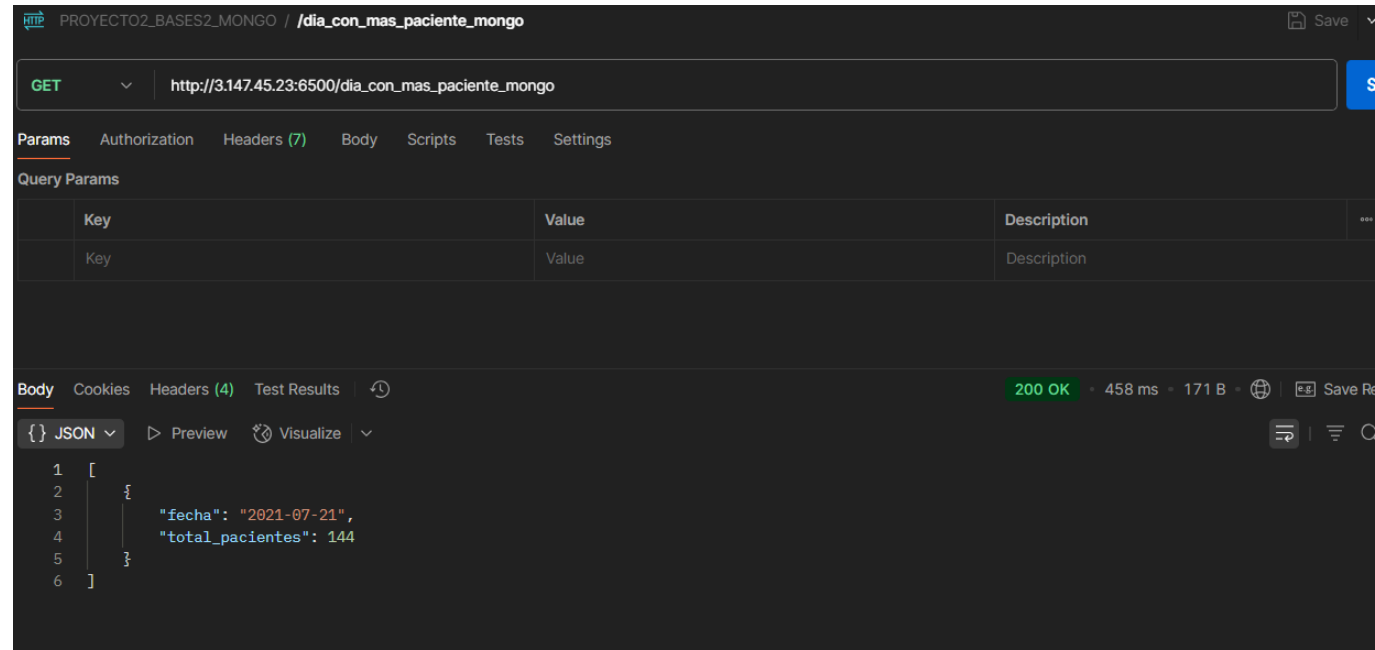 HTTP PROYECTO2_BASES2_MONGO / /dia_con_mas_paciente_mongo Save
GET http://3.147.45.23:6500/dia_con_mas_paciente_mongo S
Params Authorization Headers (7) Body Scripts Tests Settings
Query Params
Key Value Description
Key Value Description
Body Cookies Headers (4) Test Results 200 OK • 458 ms • 171 B • e.g. Save Re
{} JSON Preview Visualize
1 [
2 {
3 "fecha": "2021-07-21",
4 "total_pacientes": 144
5 }
6 ]